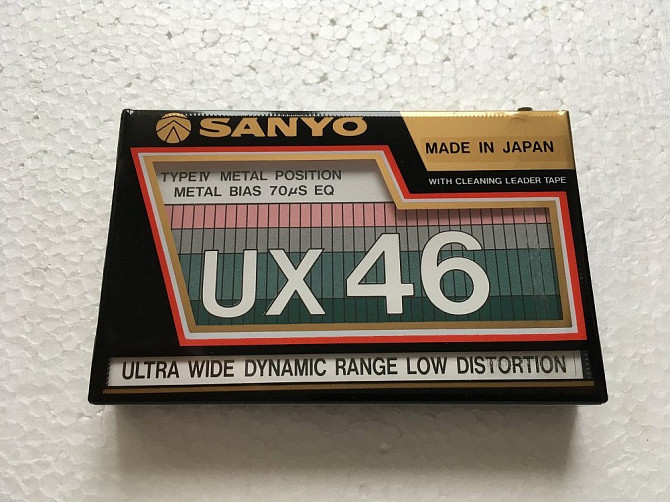 SANYO
MADE IN JAPAN
TYPE IV METAL POSITION
METAL BIAS 70μS EQ
WITH CLEANING LEADER TAPE
UX 46
ULTRA WIDE DYNAMIC RANGE LOW DISTORTION